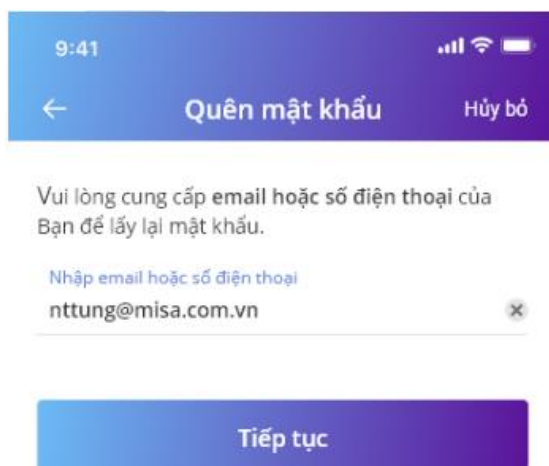 9:41
Quên mật khẩu
Hủy bỏ
Vui lòng cung cấp email hoặc số điện thoại của
Bạn để lấy lại mật khẩu.
Nhập email hoặc số điện thoại
nttung@misa.com.vn
Tiếp tục